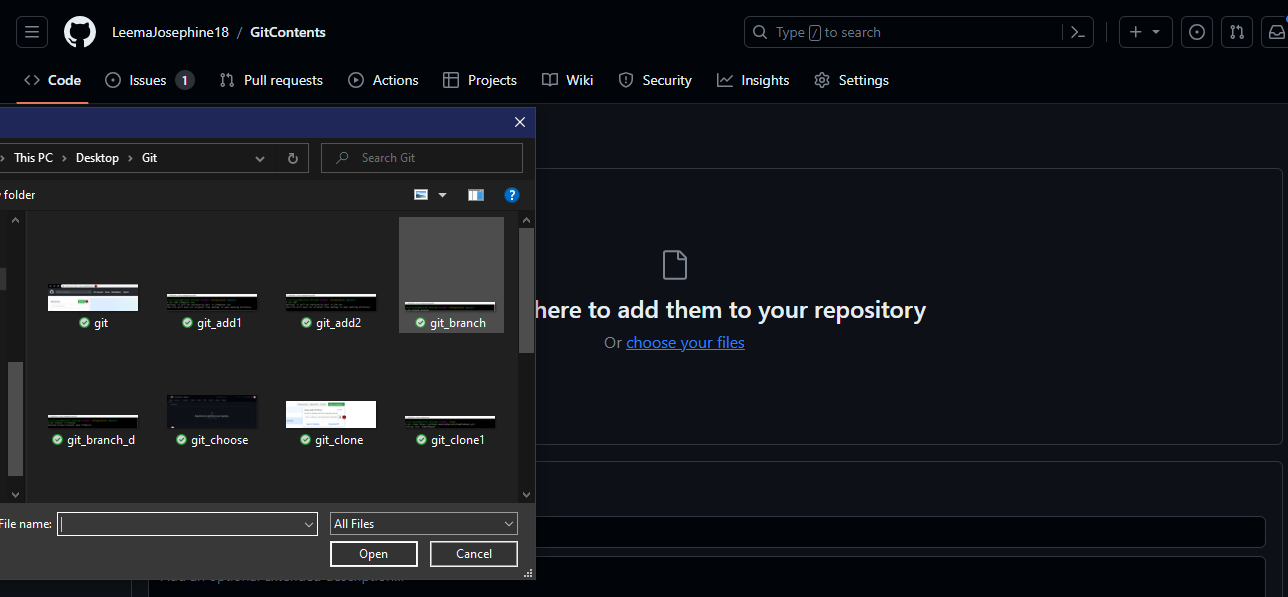 LeemaJosephine18 / GitContents
Type / to search
Code
Issues 1
Pull requests
Actions
Projects
Wiki
Security
Insights
Settings
This PC › Desktop › Git
Search Git
folder
?
git
git_add1
git_add2
git_branch
git_branch_d
git_choose
git_clone
git_clone1
here to add them to your repository
Or choose your files
File name:
All Files
Open
Cancel